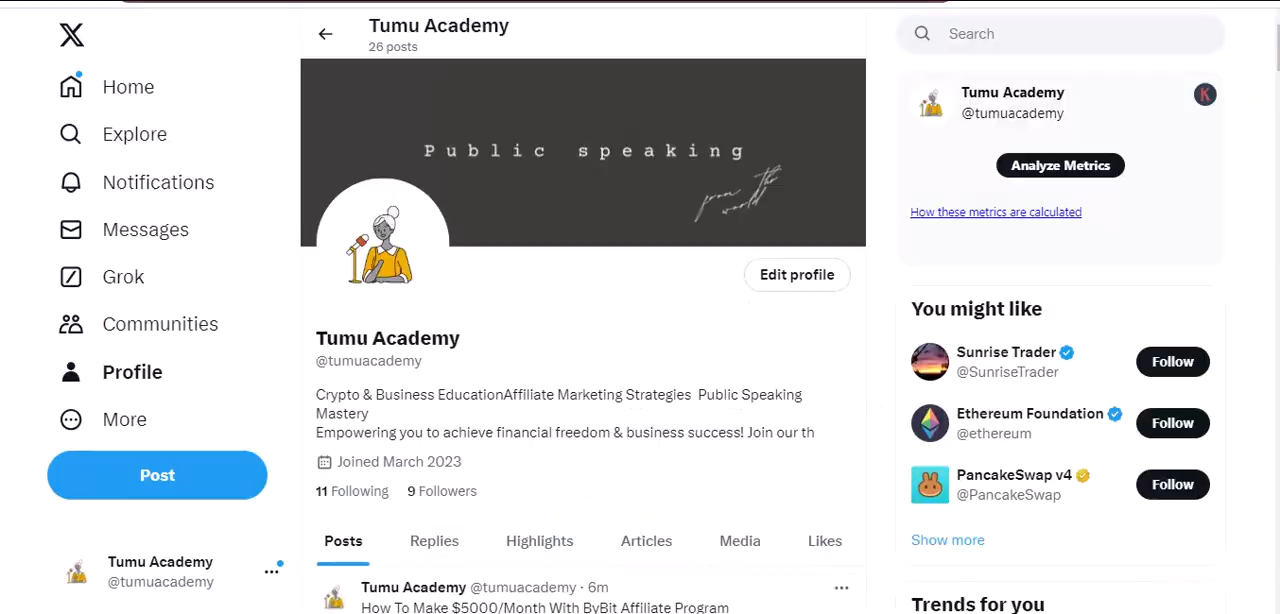 Home
Explore
Notifications
Messages
Grok
Communities
Profile
More
Post
Tumu Academy
@tumuacademy
Tumu Academy
26 posts
Public speaking
from the
world
Edit profile
Tumu Academy
@tumuacademy
Crypto & Business EducationAffiliate Marketing Strategies Public Speaking
Mastery
Empowering you to achieve financial freedom & business success! Join our th
Joined March 2023
11 Following 9 Followers
Posts Replies Highlights Articles Media Likes
Tumu Academy @tumuacademy · 6m
How To Make $5000/Month With ByBit Affiliate Program
Search
Tumu Academy
@tumuacademy
K
Analyze Metrics
How these metrics are calculated
You might like
Sunrise Trader
@SunriseTrader
Follow
Ethereum Foundation
@ethereum
Follow
PancakeSwap v4
@PancakeSwap
Follow
Show more
Trends for you